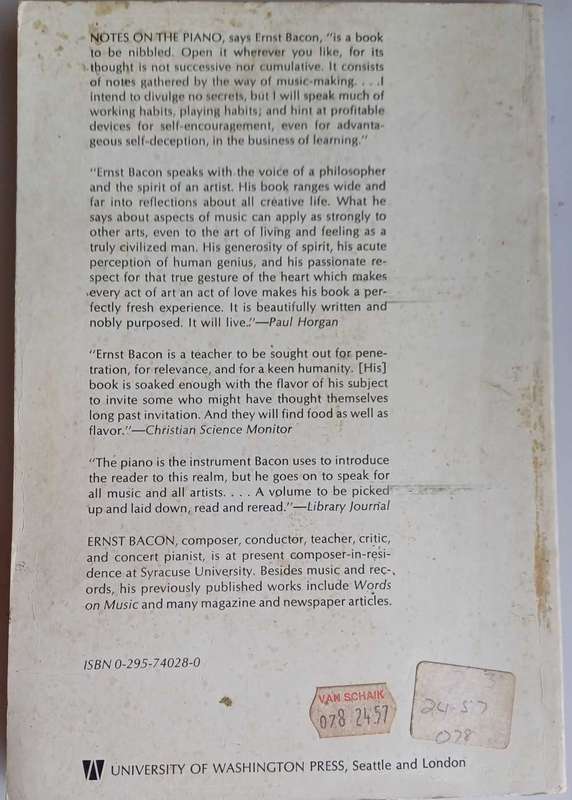 NOTES ON THE PIANO, says Ernst Bacon, "is a book
to be nibbled. Open it wherever you like, for its
thought is not successive nor cumulative. It consists
of notes gathered by the way of music-making. . . .I
intend to divulge no secrets, but I will speak much of
working habits, playing habits; and hint at profitable
devices for self-encouragement, even for advanta-
geous self-deception, in the business of learning."
"Ernst Bacon speaks with the voice of a philosopher
and the spirit of an artist. His book ranges wide and
far into reflections about all creative life. What he
says about aspects of music can apply as strongly to
other arts, even to the art of living and feeling as a
truly civilized man. His generosity of spirit, his acute
perception of human genius, and his passionate re-
spect for that true gesture of the heart which makes
every act of art an act of love makes his book a per-
fectly fresh experience. It is beautifully written and
nobly purposed. It will live."—Paul Horgan
"Ernst Bacon is a teacher to be sought out for pene-
tration, for relevance, and for a keen humanity. [His]
book is soaked enough with the flavor of his subject
to invite some who might have thought themselves
long past invitation. And they will find food as well as
flavor."—Christian Science Monitor
"The piano is the instrument Bacon uses to introduce
the reader to this realm, but he goes on to speak for
all music and all artists. . . . A volume to be picked
up and laid down, read and reread."—Library Journal
ERNST BACON, composer, conductor, teacher, critic,
and concert pianist, is at present composer-in-resi-
dence at Syracuse University. Besides music and rec-
ords, his previously published works include Words
on Music and many magazine and newspaper articles.
ISBN 0-295-74028-0
VAN SCHAIK
078 2457
24-57
078
UNIVERSITY OF WASHINGTON PRESS, Seattle and London